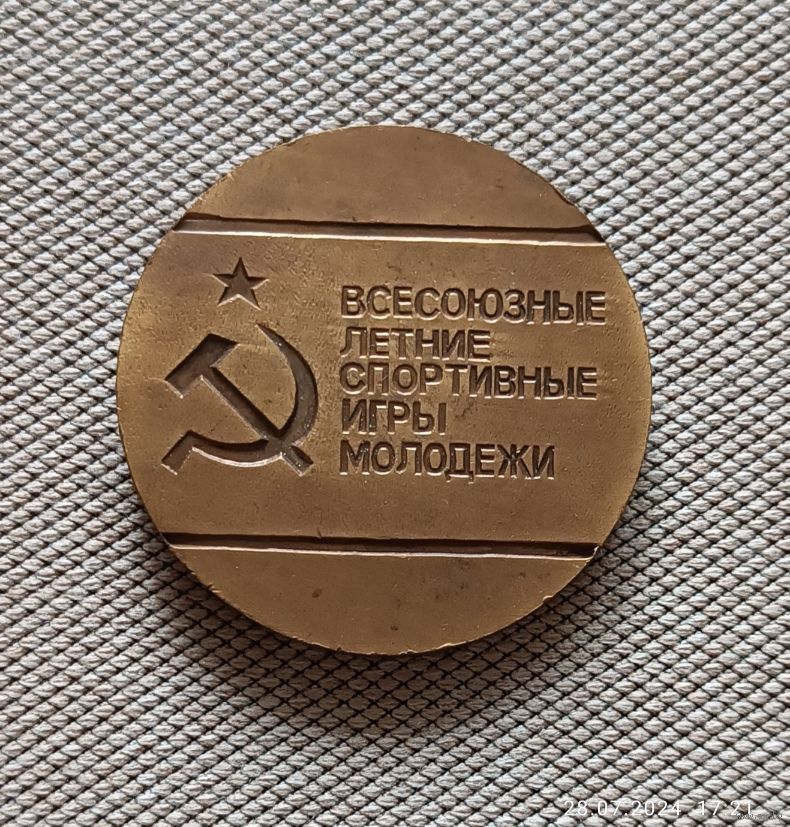 ВСЕСОЮЗНЫЕ
ЛЕТНИЕ
СПОРТИВНЫЕ
ИГРЫ
МОЛОДЕЖИ
28.07.2024 17:21